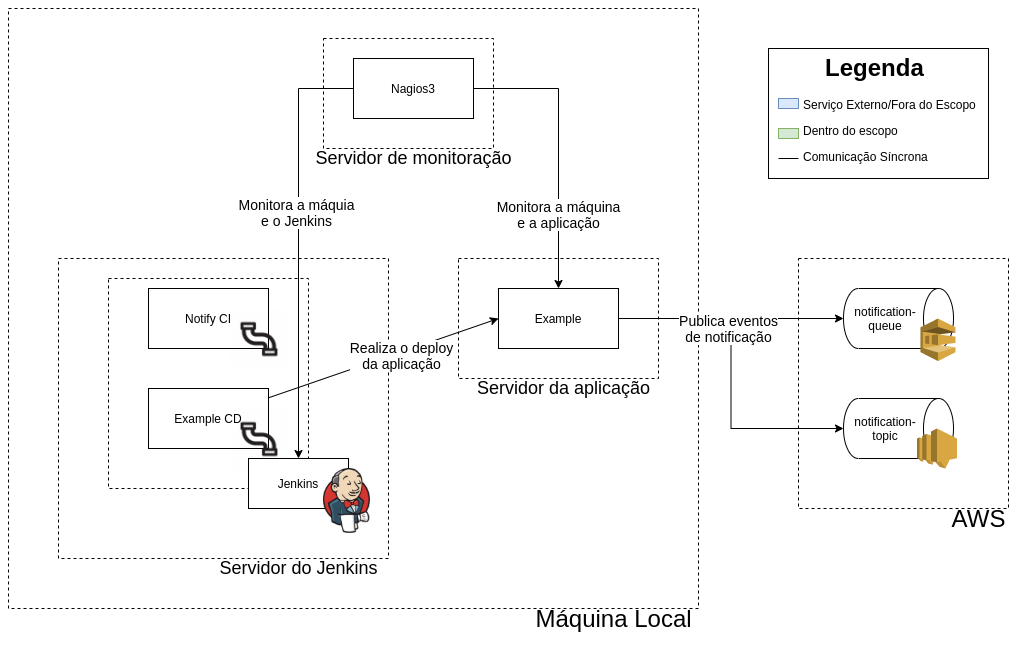 Legenda
Serviço Externo/Fora do Escopo
Dentro do escopo
Comunicação Síncrona
Nagios3
Servidor de monitoração
Monitora a máquia
e o Jenkins
Monitora a máquina
e a aplicação
Notify CI
Example CD
Jenkins
Servidor do Jenkins
Realiza o deploy
da aplicação
Example
Servidor da aplicação
Publica eventos
de notificação
notification-
queue
notification-
topic
AWS
Máquina Local